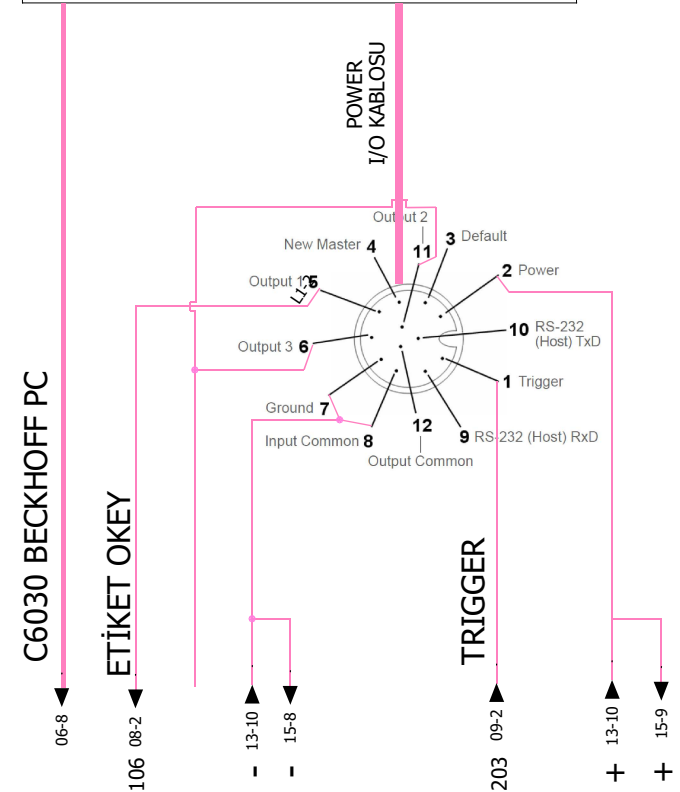 POWER
I/O KABLOSU
Output 2
New Master 4
11
3 Default
2 Power
Output 1 5
L1-2
10 RS-232
(Host) TxD
Output 3 6
1 Trigger
Ground 7
12
Input Common 8
9 RS-232 (Host) RxD
Output Common
C6030 BECKHOFF PC
ETİKET OKEY
TRIGGER
06-8
08-2
13-10
15-8
09-2
13-10
15-9
106
-
-
203
+
+